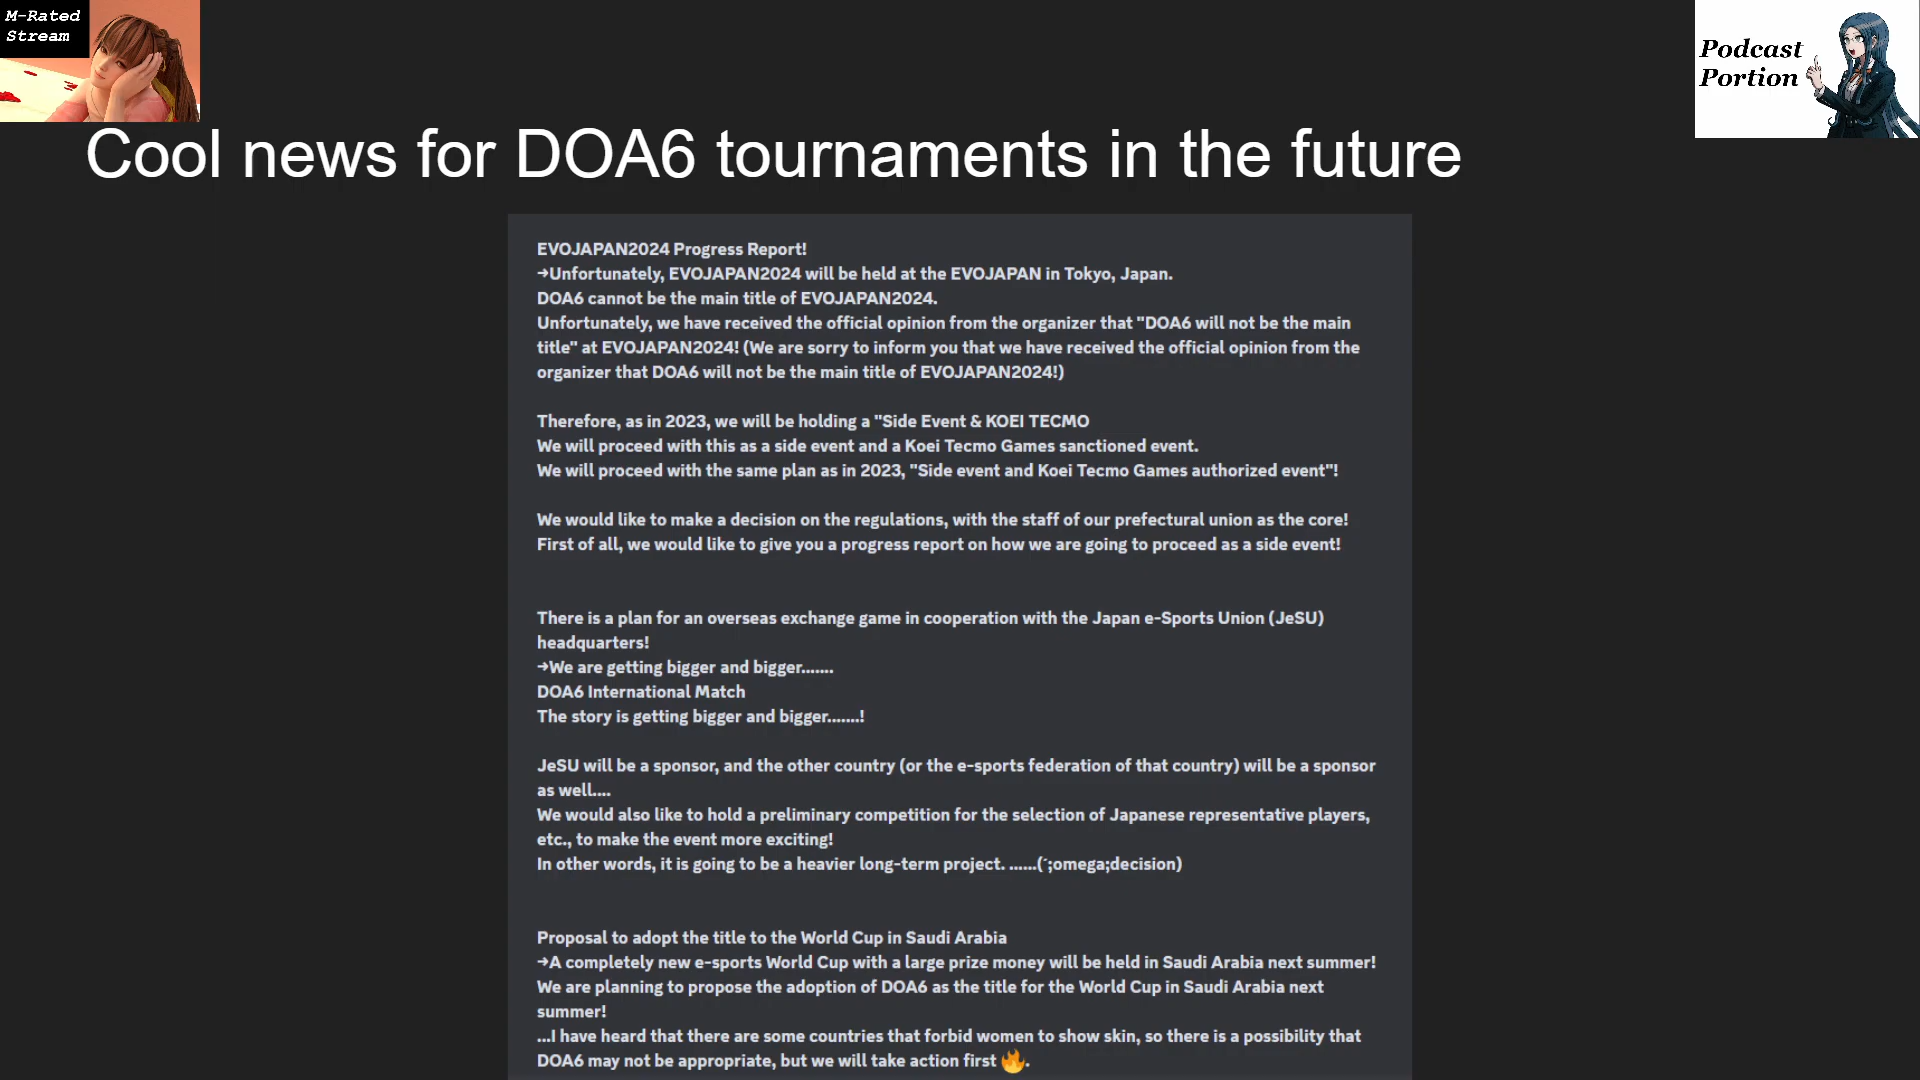 M-Rated
Stream
Podcast
Portion
Cool news for DOA6 tournaments in the future
EVOJAPAN2024 Progress Report!
➜Unfortunately, EVOJAPAN2024 will be held at the EVOJAPAN in Tokyo, Japan.
DOA6 cannot be the main title of EVOJAPAN2024.
Unfortunately, we have received the official opinion from the organizer that "DOA6 will not be the main
title" at EVOJAPAN2024! (We are sorry to inform you that we have received the official opinion from the
organizer that DOA6 will not be the main title of EVOJAPAN2024!)
Therefore, as in 2023, we will be holding a "Side Event & KOEI TECMO
We will proceed with this as a side event and a Koei Tecmo Games sanctioned event.
We will proceed with the same plan as in 2023, "Side event and Koei Tecmo Games authorized event"!
We would like to make a decision on the regulations, with the staff of our prefectural union as the core!
First of all, we would like to give you a progress report on how we are going to proceed as a side event!
There is a plan for an overseas exchange game in cooperation with the Japan e-Sports Union (JeSU)
headquarters!
➜We are getting bigger and bigger.......
DOA6 International Match
The story is getting bigger and bigger.......!
JeSU will be a sponsor, and the other country (or the e-sports federation of that country) will be a sponsor
as well....
We would also like to hold a preliminary competition for the selection of Japanese representative players,
etc., to make the event more exciting!
In other words, it is going to be a heavier long-term project. ......(´;omega;decision)
Proposal to adopt the title to the World Cup in Saudi Arabia
➜A completely new e-sports World Cup with a large prize money will be held in Saudi Arabia next summer!
We are planning to propose the adoption of DOA6 as the title for the World Cup in Saudi Arabia next
summer!
...I have heard that there are some countries that forbid women to show skin, so there is a possibility that
DOA6 may not be appropriate, but we will take action first 🔥.